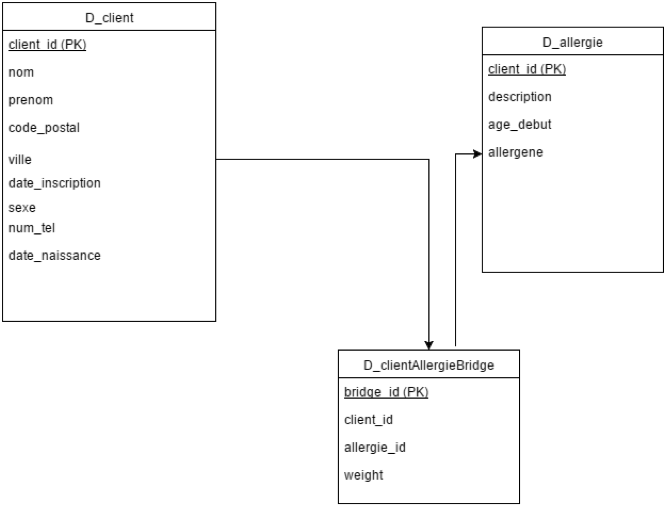 D_client
client_id (PK)
nom
prenom
code_postal
ville
date_inscription
sexe
num_tel
date_naissance
D_allergie
client_id (PK)
description
age_debut
allergene
D_clientAllergieBridge
bridge_id (PK)
client_id
allergie_id
weight